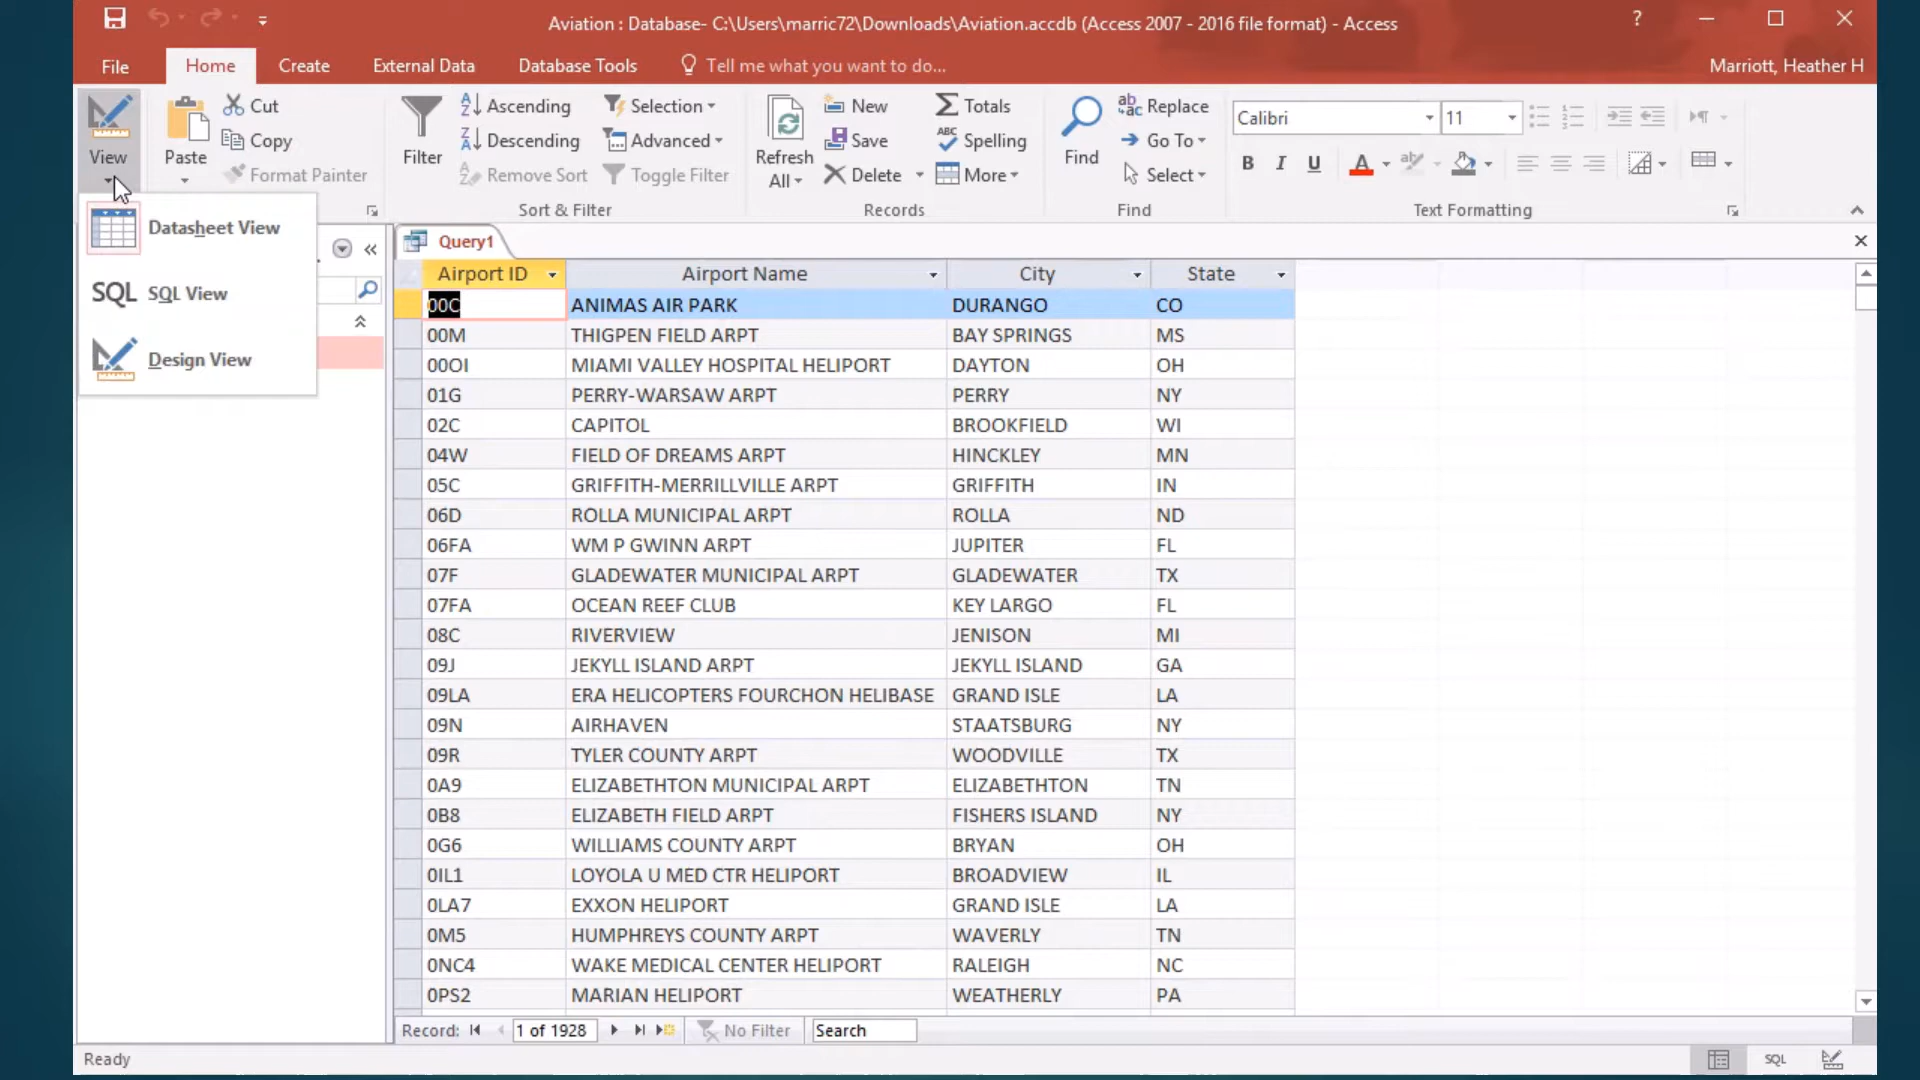 Aviation : Database- C:\Users\marric72\Downloads\Aviation.accdb (Access 2007 - 2016 file format) - Access
?
File Home Create External Data Database Tools Tell me what you want to do... Marriott, Heather H
View
Paste
Cut
Copy
Format Painter
Filter
Ascending
Descending
Remove Sort
Selection
Advanced
Toggle Filter
Sort & Filter
Refresh
All
New
Save
Delete
Totals
Spelling
More
Records
Find
Replace
Go To
Select
Find
Calibri 11
B I U A
Text Formatting
Datasheet View
SQL SQL View
Design View
Query1
Airport ID Airport Name City State
00C ANIMAS AIR PARK DURANGO CO
00M THIGPEN FIELD ARPT BAY SPRINGS MS
00OI MIAMI VALLEY HOSPITAL HELIPORT DAYTON OH
01G PERRY-WARSAW ARPT PERRY NY
02C CAPITOL BROOKFIELD WI
04W FIELD OF DREAMS ARPT HINCKLEY MN
05C GRIFFITH-MERRILLVILLE ARPT GRIFFITH IN
06D ROLLA MUNICIPAL ARPT ROLLA ND
06FA WM P GWINN ARPT JUPITER FL
07F GLADEWATER MUNICIPAL ARPT GLADEWATER TX
07FA OCEAN REEF CLUB KEY LARGO FL
08C RIVERVIEW JENISON MI
09J JEKYLL ISLAND ARPT JEKYLL ISLAND GA
09LA ERA HELICOPTERS FOURCHON HELIBASE GRAND ISLE LA
09N AIRHAVEN STAATSBURG NY
09R TYLER COUNTY ARPT WOODVILLE TX
0A9 ELIZABETHTON MUNICIPAL ARPT ELIZABETHTON TN
0B8 ELIZABETH FIELD ARPT FISHERS ISLAND NY
0G6 WILLIAMS COUNTY ARPT BRYAN OH
0IL1 LOYOLA U MED CTR HELIPORT BROADVIEW IL
0LA7 EXXON HELIPORT GRAND ISLE LA
0M5 HUMPHREYS COUNTY ARPT WAVERLY TN
0NC4 WAKE MEDICAL CENTER HELIPORT RALEIGH NC
0PS2 MARIAN HELIPORT WEATHERLY PA
Record: 1 of 1928 No Filter Search
Ready SQL